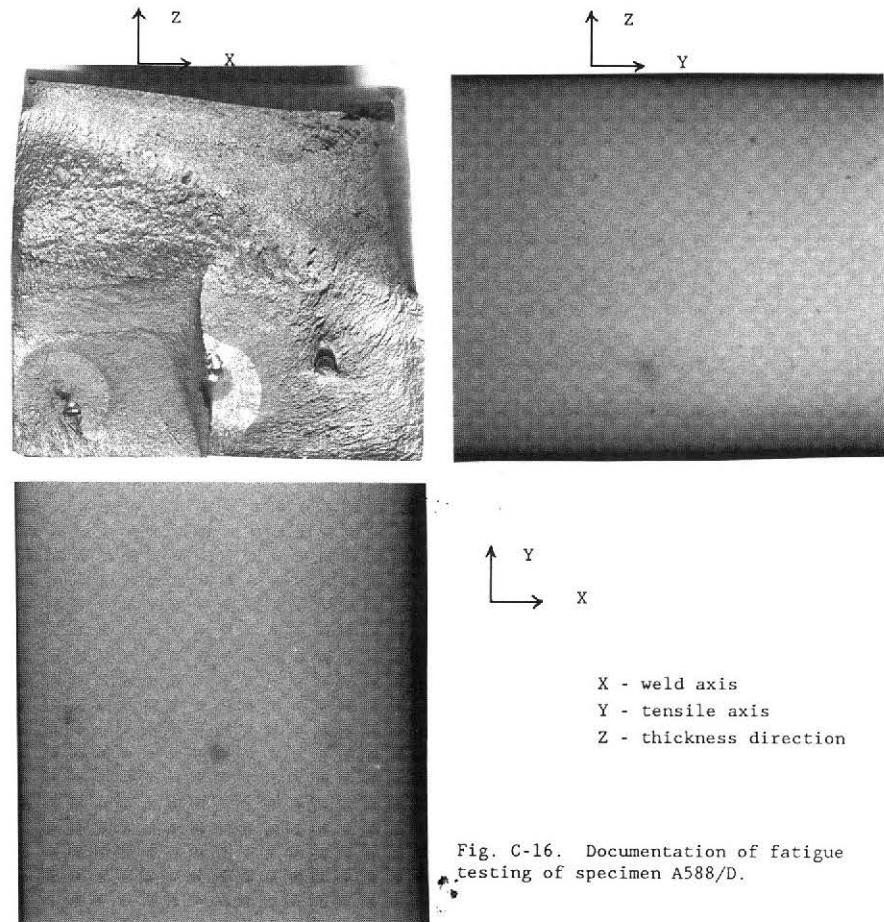 Z
X
Z
Y
Y
X
X - weld axis
Y - tensile axis
Z - thickness direction
Fig. C-16. Documentation of fatigue
testing of specimen A588/D.